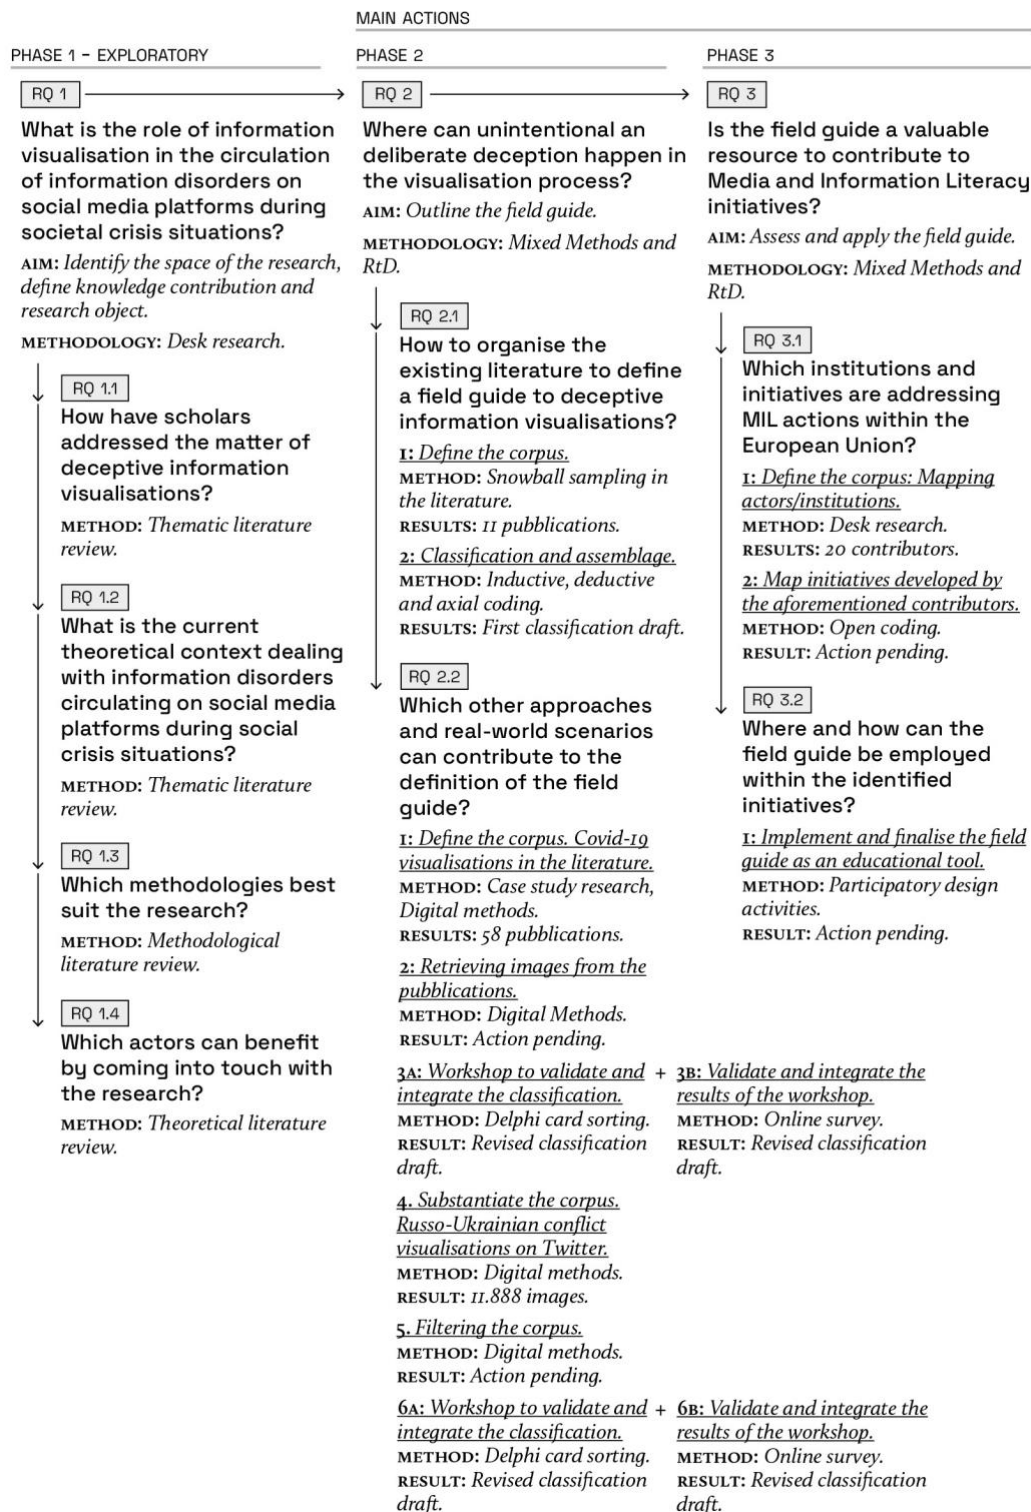 MAIN ACTIONS
PHASE 1 – EXPLORATORY
RQ 1
What is the role of information
visualisation in the circulation
of information disorders on
social media platforms during
societal crisis situations?
AIM: Identify the space of the research,
define knowledge contribution and
research object.
METHODOLOGY: Desk research.
RQ 1.1
How have scholars
addressed the matter of
deceptive information
visualisations?
METHOD: Thematic literature
review.
RQ 1.2
What is the current
theoretical context dealing
with information disorders
circulating on social media
platforms during social
crisis situations?
METHOD: Thematic literature
review.
RQ 1.3
Which methodologies best
suit the research?
METHOD: Methodological
literature review.
RQ 1.4
Which actors can benefit
by coming into touch with
the research?
METHOD: Theoretical literature
review.
PHASE 2
RQ 2
Where can unintentional an
deliberate deception happen in
the visualisation process?
AIM: Outline the field guide.
METHODOLOGY: Mixed Methods and
RtD.
RQ 2.1
How to organise the
existing literature to define
a field guide to deceptive
information visualisations?
1: Define the corpus.
METHOD: Snowball sampling in
the literature.
RESULTS: 11 pubblications.
2: Classification and assemblage.
METHOD: Inductive, deductive
and axial coding.
RESULTS: First classification draft.
RQ 2.2
Which other approaches
and real-world scenarios
can contribute to the
definition of the field
guide?
1: Define the corpus. Covid-19
visualisations in the literature.
METHOD: Case study research,
Digital methods.
RESULTS: 58 pubblications.
2: Retrieving images from the
pubblications.
METHOD: Digital Methods.
RESULT: Action pending.
3A: Workshop to validate and
integrate the classification.
METHOD: Delphi card sorting.
RESULT: Revised classification
draft.
+
3B: Validate and integrate the
results of the workshop.
METHOD: Online survey.
RESULT: Revised classification
draft.
4. Substantiate the corpus.
Russo-Ukrainian conflict
visualisations on Twitter.
METHOD: Digital methods.
RESULT: 11.888 images.
5. Filtering the corpus.
METHOD: Digital methods.
RESULT: Action pending.
6A: Workshop to validate and
integrate the classification.
METHOD: Delphi card sorting.
RESULT: Revised classification
draft.
+
6B: Validate and integrate the
results of the workshop.
METHOD: Online survey.
RESULT: Revised classification
draft.
PHASE 3
RQ 3
Is the field guide a valuable
resource to contribute to
Media and Information Literacy
initiatives?
AIM: Assess and apply the field guide.
METHODOLOGY: Mixed Methods and
RtD.
RQ 3.1
Which institutions and
initiatives are addressing
MIL actions within the
European Union?
1: Define the corpus: Mapping
actors/institutions.
METHOD: Desk research.
RESULTS: 20 contributors.
2: Map initiatives developed by
the aforementioned contributors.
METHOD: Open coding.
RESULT: Action pending.
RQ 3.2
Where and how can the
field guide be employed
within the identified
initiatives?
1: Implement and finalise the field
guide as an educational tool.
METHOD: Participatory design
activities.
RESULT: Action pending.